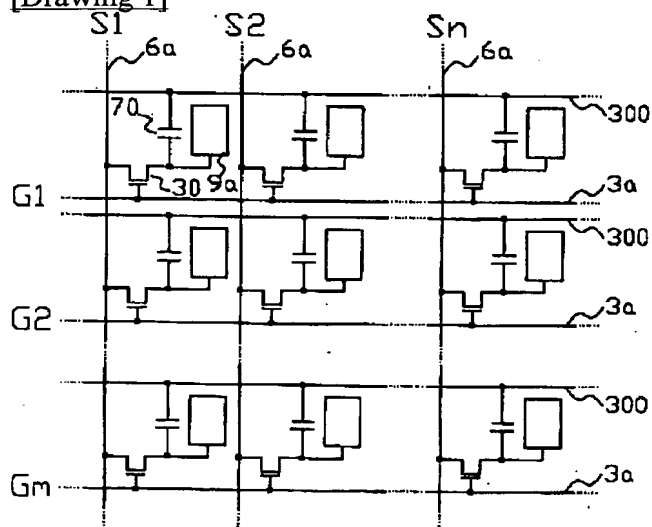 [Drawing 1]
S1 S2 Sn
6a 6a 6a
70 300
30 9a
G1 3a
300
G2 3a
300
Gm 3a